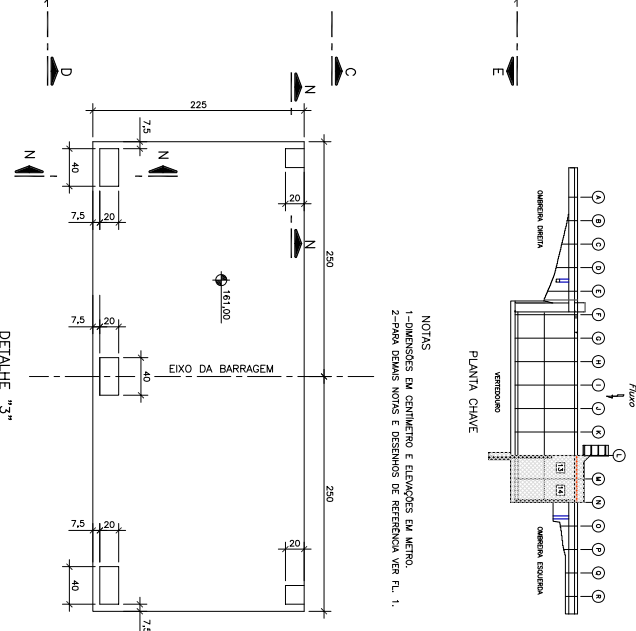 D
C
E
N
N
N
N
225
7,5
40
7,5
20
20
250
161,00
7,5
20
40
EIXO DA BARRAGEM
250
7,5
20
20
40
7,5
DETALHE "3"
NOTAS
1-DIMENSÕES EM CENTÍMETRO E ELEVAÇÕES EM METRO.
2-PARA DEMAIS NOTAS E DESENHOS DE REFERÊNCIA VER FL. 1.
PLANTA CHAVE
Fluxo
A
B
C
D
E
F
G
H
I
J
K
L
M
N
O
P
Q
R
OMBREIRA DIREITA
VERTEDOURO
13
14
OMBREIRA ESQUERDA